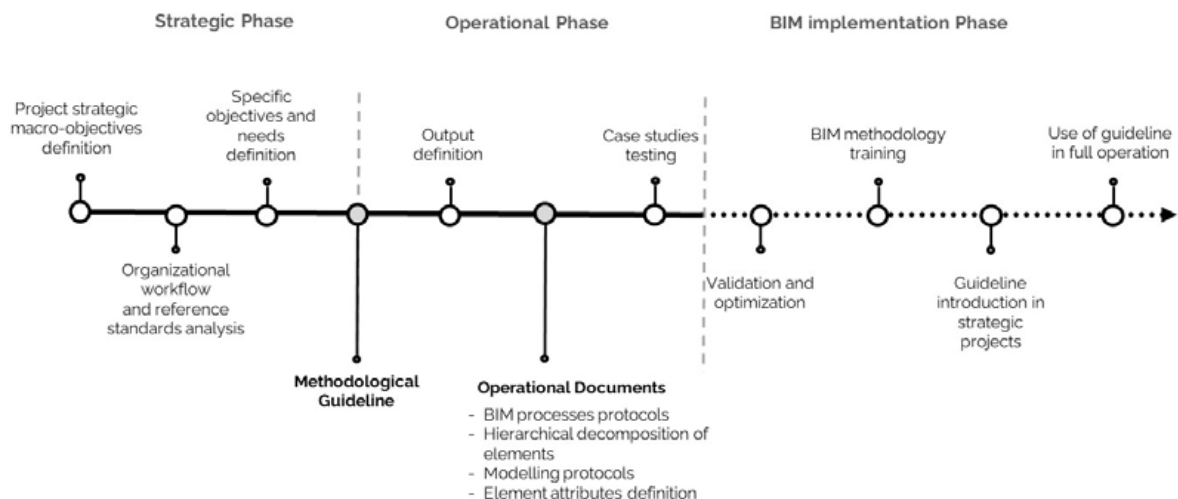 Strategic Phase
Operational Phase
BIM implementation Phase
Project strategic
macro-objectives
definition
Specific
objectives and
needs
definition
Output
definition
Case studies
testing
BIM methodology
training
Use of guideline
in full operation
Organizational
workflow
and reference
standards analysis
Validation and
optimization
Guideline
introduction in
strategic
projects
Methodological
Guideline
Operational Documents
- BIM processes protocols
- Hierarchical decomposition of
elements
- Modelling protocols
- Element attributes definition